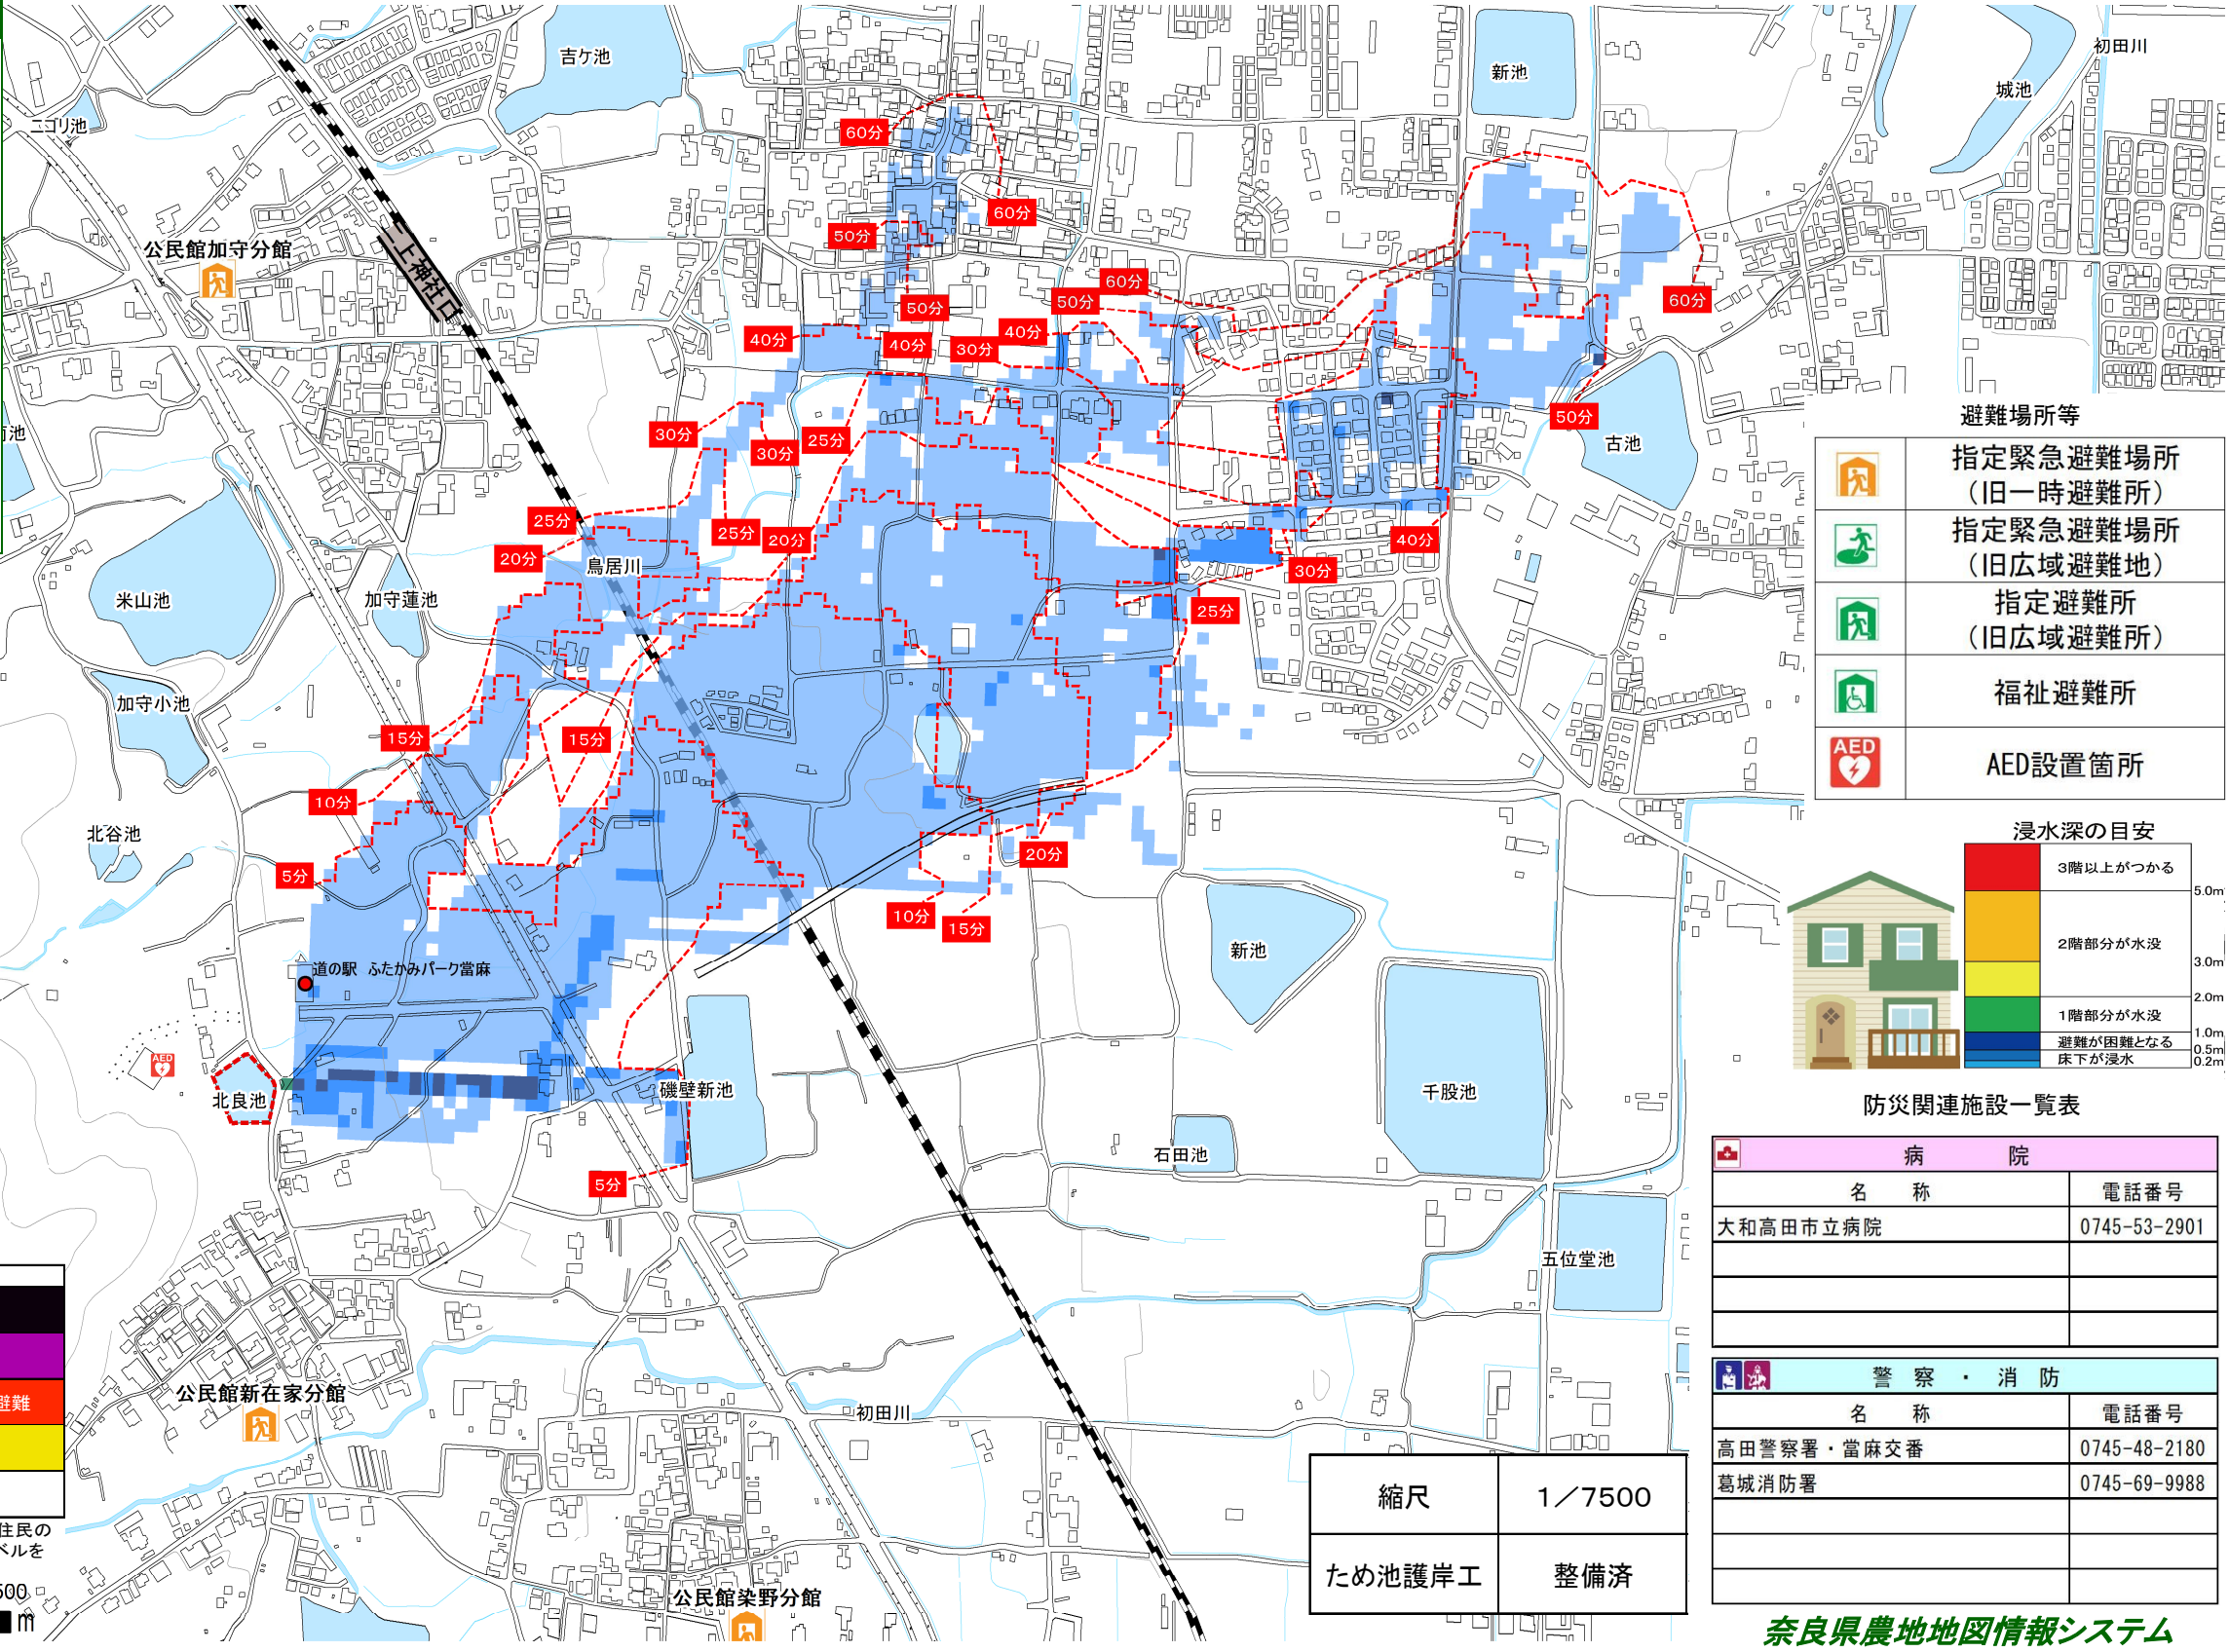 吉ケ池
新池
初田川
城池
ニゴリ池
60分
公民館加守分館
二上神社口
60分
50分
60分
60分
50分
50分
40分
40分
40分
30分
池
30分
25分
30分
50分
古池
25分
25分
20分
40分
20分
鳥居川
30分
25分
米山池
加守蓮池
加守小池
15分
15分
10分
北谷池
5分
20分
10分
15分
新池
道の駅 ふたかみパーク當麻
AED
北良池
磯壁新池
千股池
5分
石田池
五位堂池
公民館新在家分館
初田川
公民館染野分館
避難
住民の
ベルを
500
m
縮尺
1/7500
ため池護岸工
整備済
避難場所等
指定緊急避難場所
(旧一時避難所)
指定緊急避難場所
(旧広域避難地)
指定避難所
(旧広域避難所)
福祉避難所
AED
AED設置箇所
浸水深の目安
3階以上がつかる
5.0m
2階部分が水没
3.0m
2.0m
1階部分が水没
1.0m
避難が困難となる
0.5m
床下が浸水
0.2m
防災関連施設一覧表
病 院
名 称 電話番号
大和高田市立病院 0745-53-2901
警 察 ・ 消 防
名 称 電話番号
高田警察署・當麻交番 0745-48-2180
葛城消防署 0745-69-9988
奈良県農地地図情報システム